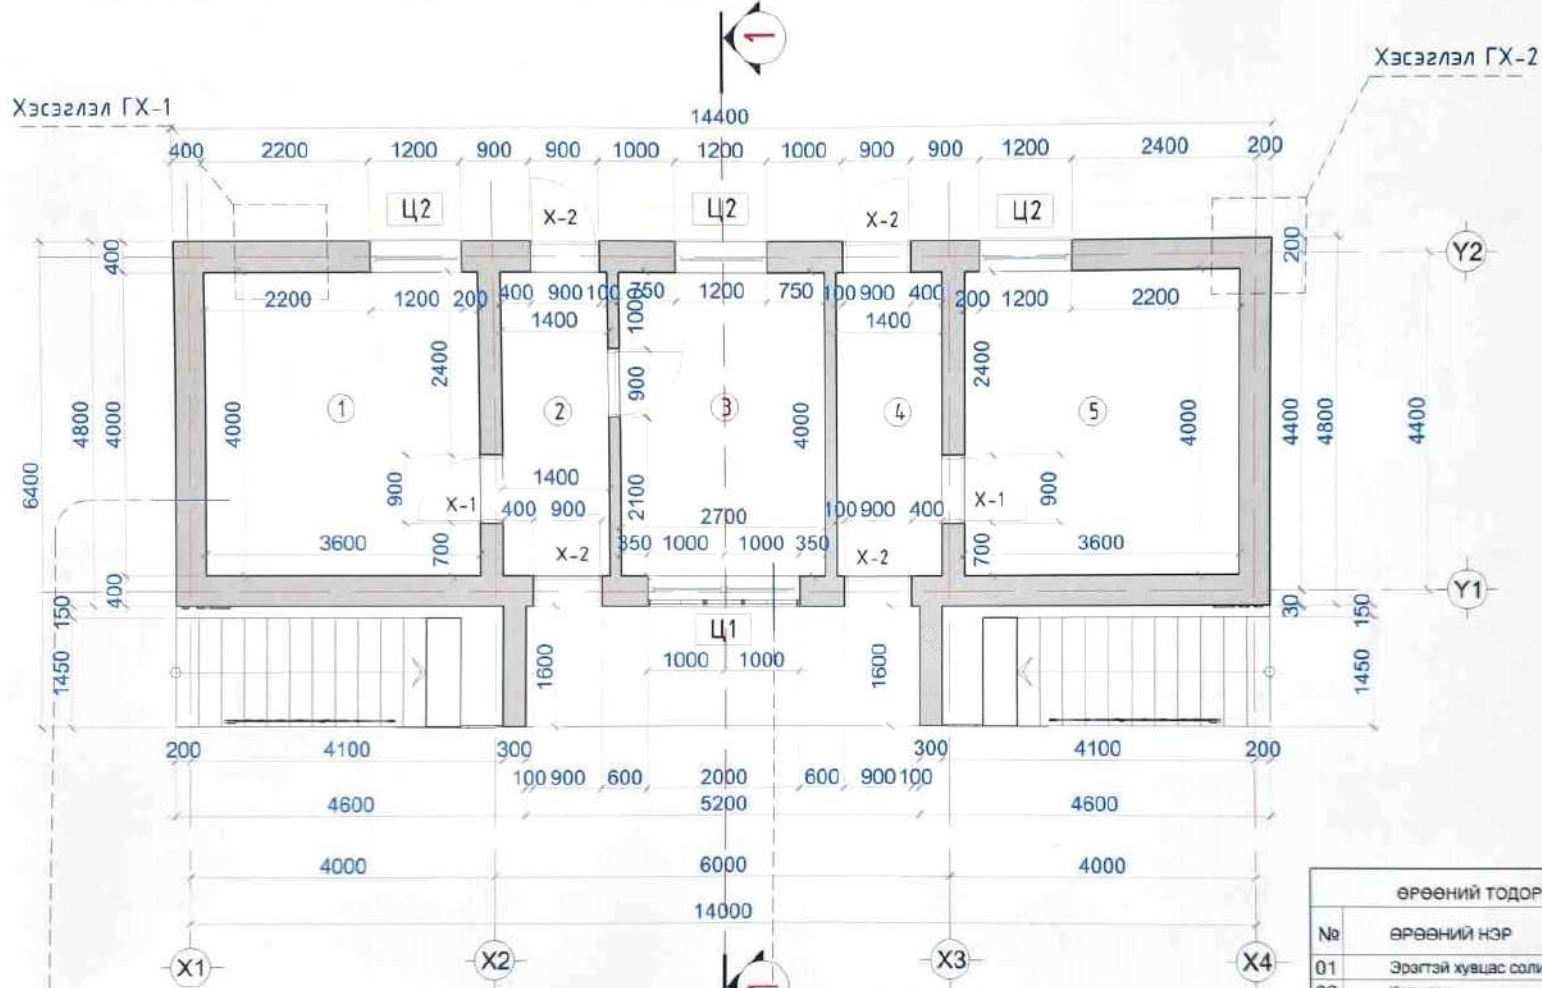 1
Хэсэглэл ГХ-2
Хэсэглэл ГХ-1
14400
400 2200 1200 900 900 1000 1200 1000 900 900 1200 2400 200
Ц2 Х-2 Ц2 Х-2 Ц2
400 200 Y2
2200 1200 200 400 900 100 750 1200 750 100 900 400 200 1200 2200
1400 1000 1400
2400 900 2400
1 2 3 4 5
4800 4000 4000 4000 4000 4400 4800 4400
6400
900 1400 2100 900
Х-1 400 900 100 900 400 Х-1
2700
3600 700 350 1000 1000 350 700 3600
Х-2 Х-2
400 Y1
150 30 150
Ц1
1450 1600 1000 1000 1600 1450
200 4100 300 300 4100 200
100 900 600 2000 600 900 100
4600 5200 4600
4000 6000 4000
14000
X1 X2 X3 X4
1
ӨРӨӨНИЙ ТОДОР
№ ӨРӨӨНИЙ НЭР
01 Эрэгтэй хувцас соли